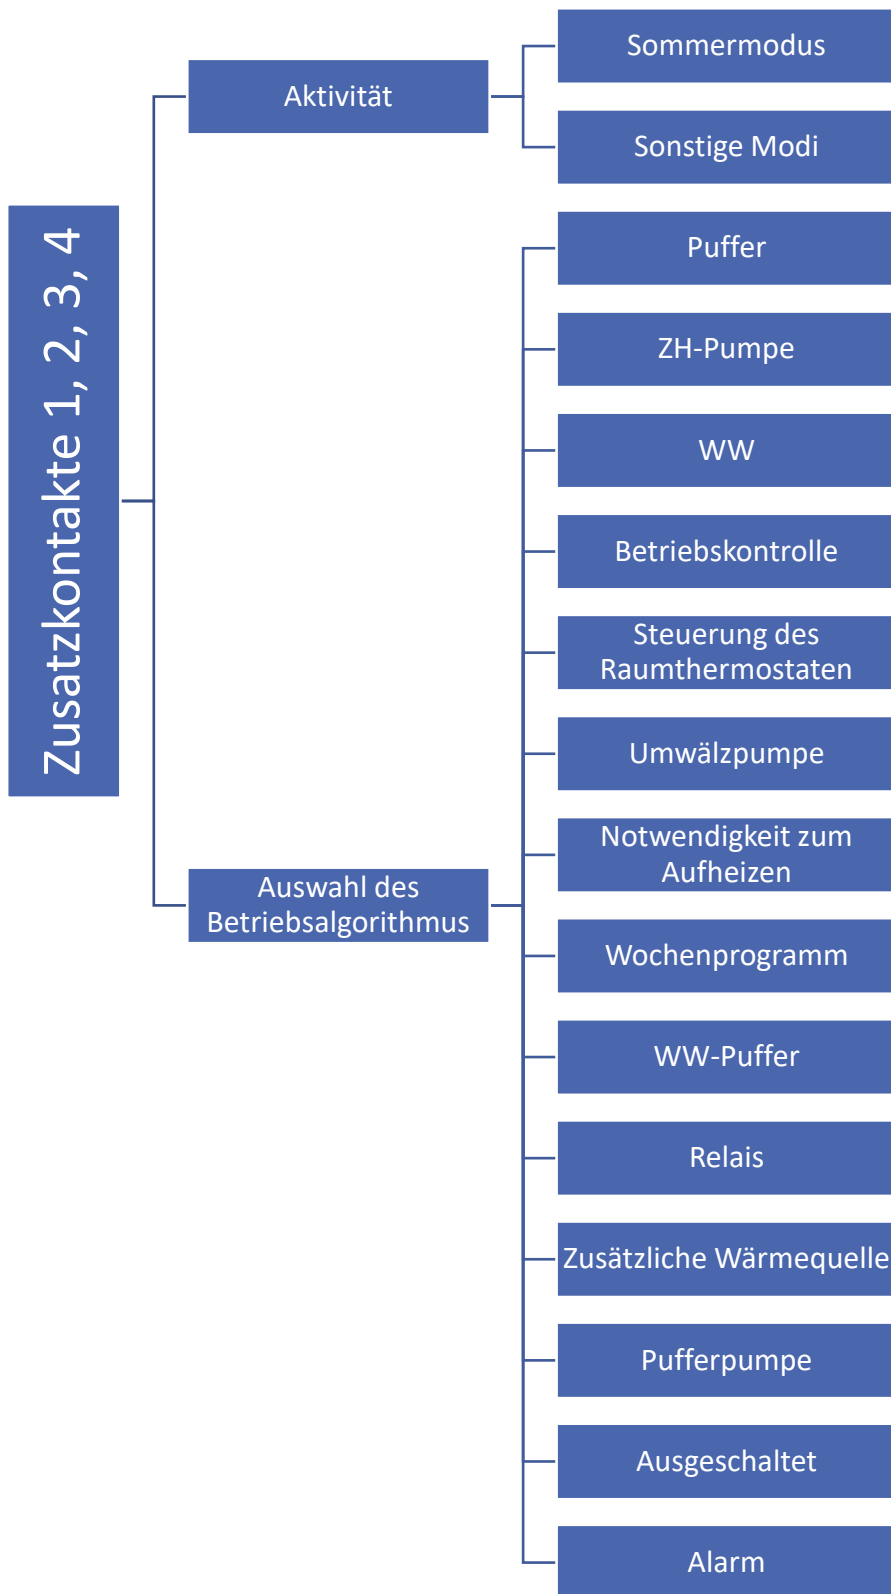 Zusatzkontakte 1, 2, 3, 4
Aktivität
Sommermodus
Sonstige Modi
Auswahl des
Betriebsalgorithmus
Puffer
ZH-Pumpe
WW
Betriebskontrolle
Steuerung des
Raumthermostaten
Umwälzpumpe
Notwendigkeit zum
Aufheizen
Wochenprogramm
WW-Puffer
Relais
Zusätzliche Wärmequelle
Pufferpumpe
Ausgeschaltet
Alarm